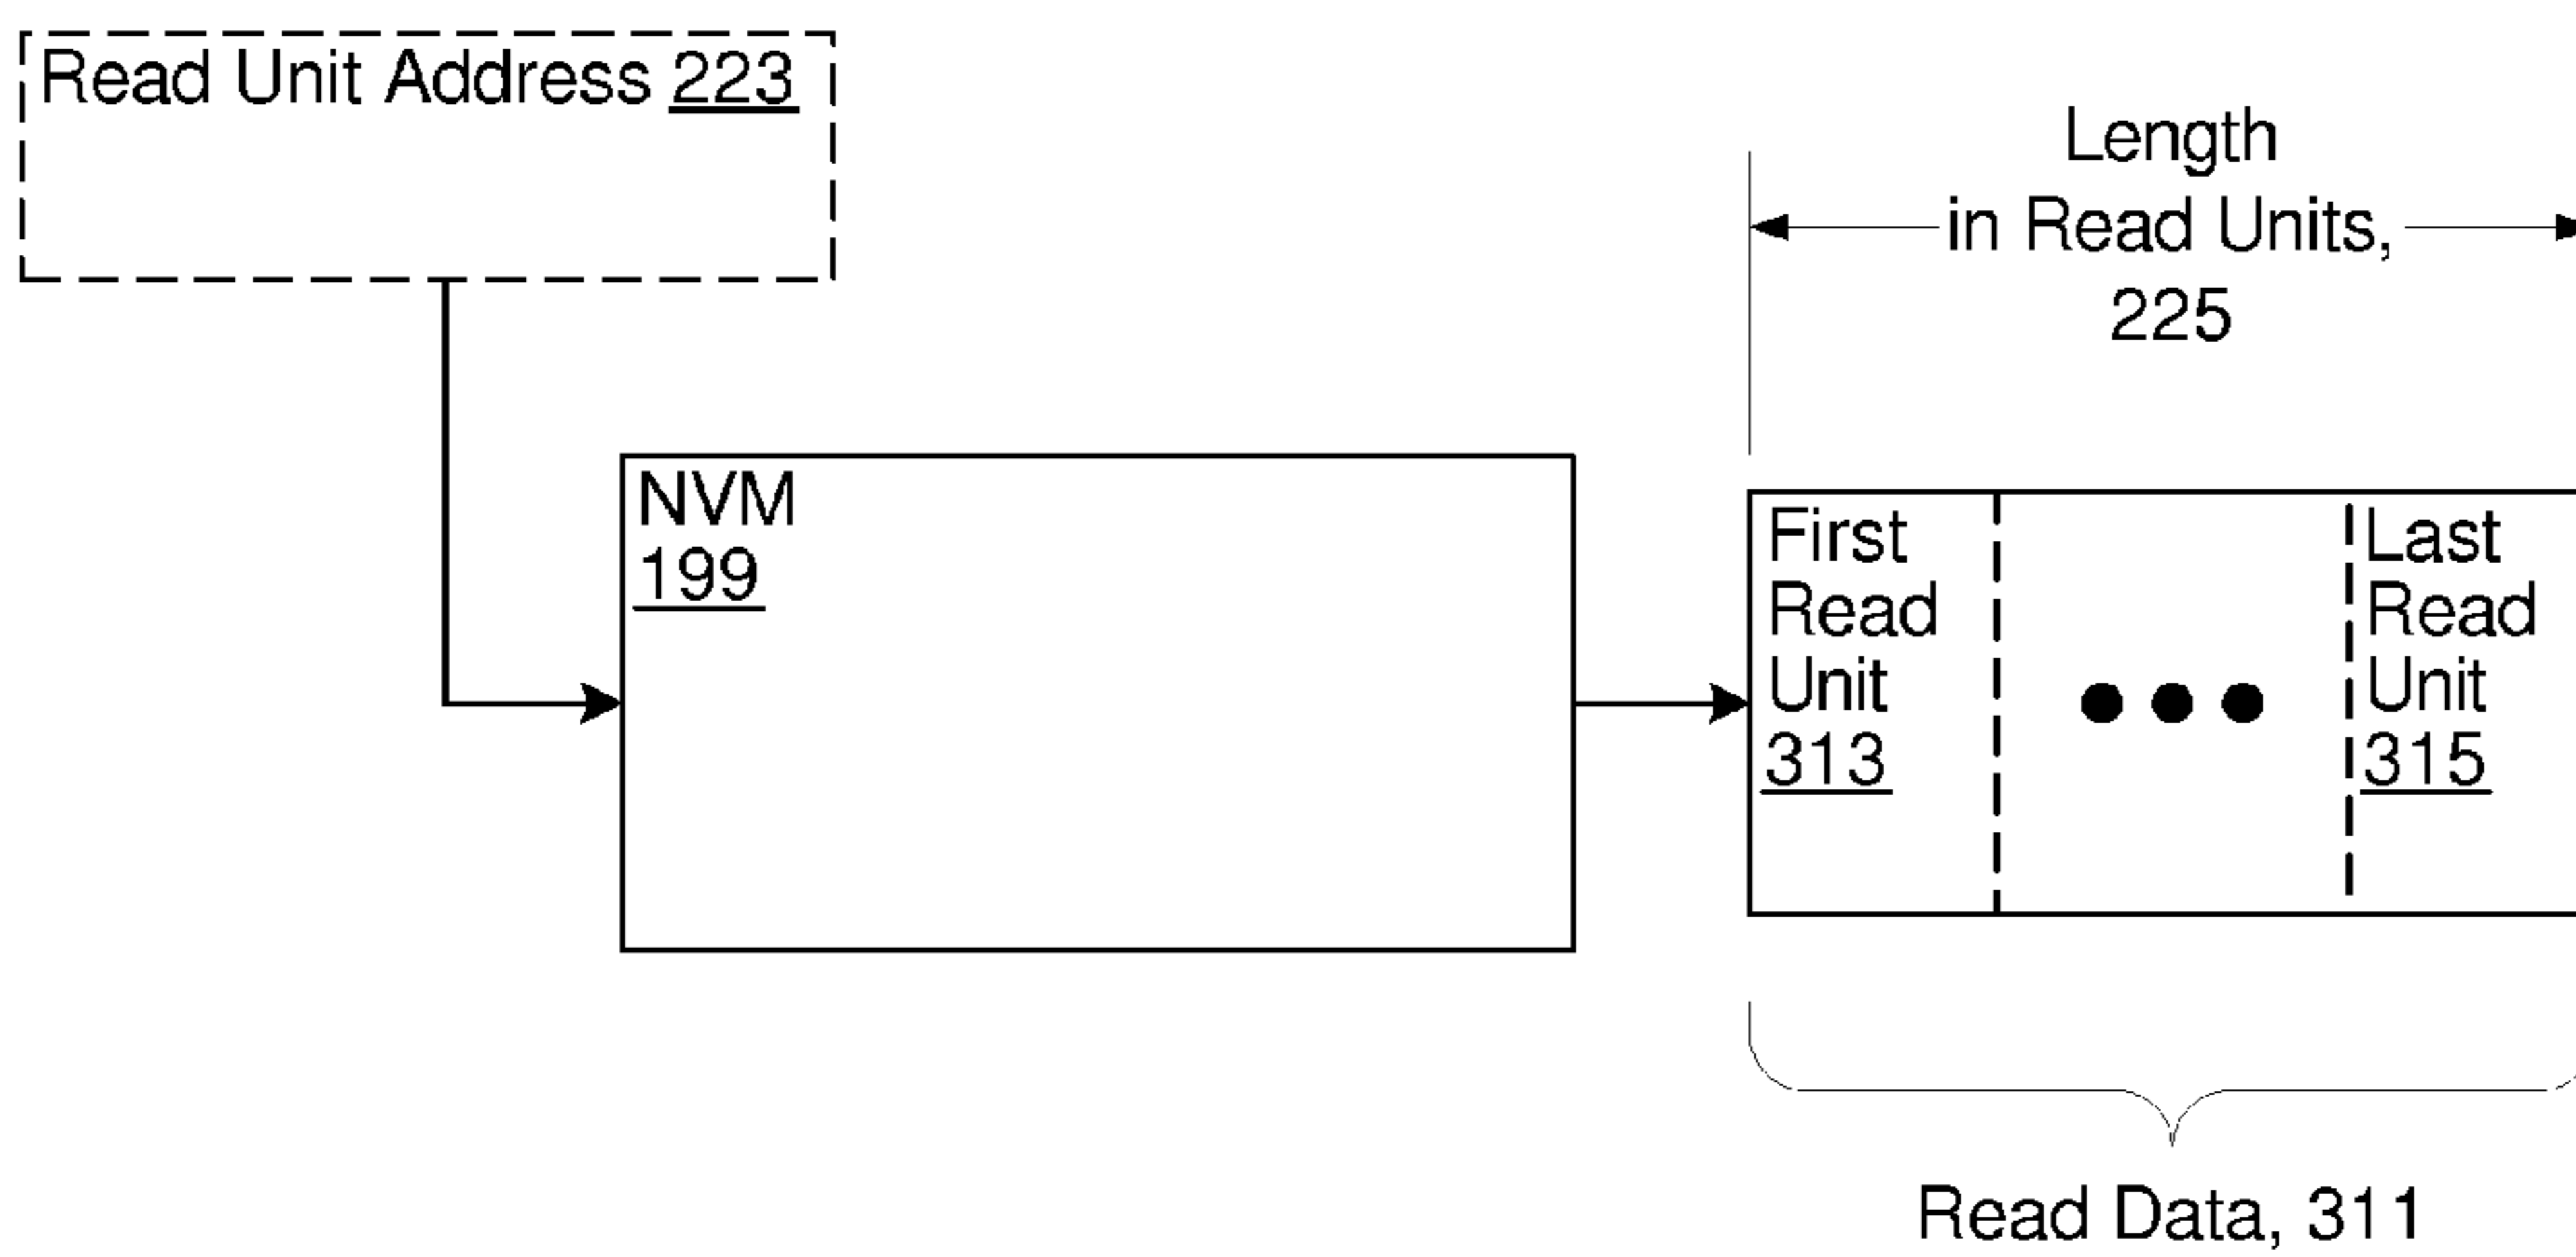 Read Unit Address 223
Length
in Read Units,
225
NVM
199
First
Read
Unit
313
Last
Read
Unit
315
Read Data, 311